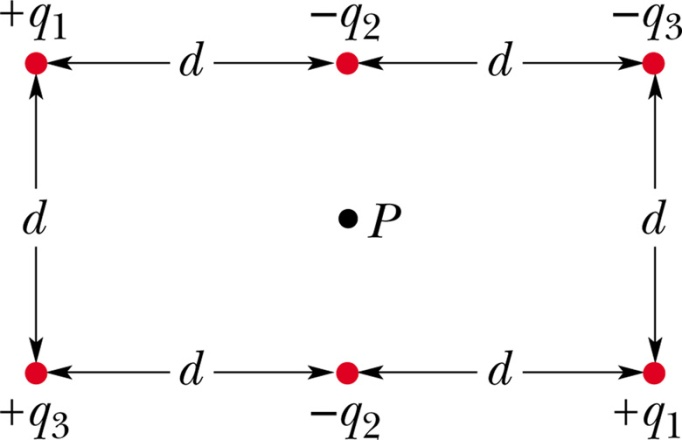 +q₁ −q₂ −q₃
d d
d P d
d d
+q₃ −q₂ +q₁